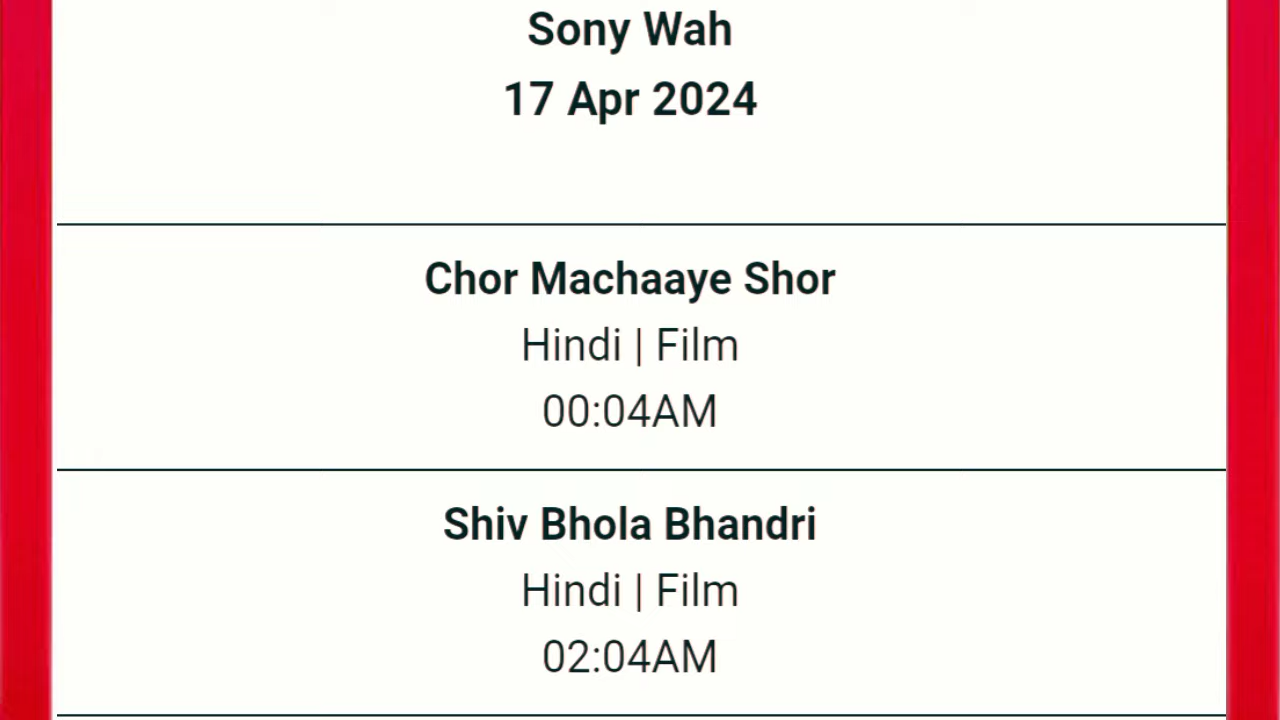 Sony Wah
17 Apr 2024
Chor Machaaye Shor
Hindi | Film
00:04AM
Shiv Bhola Bhandri
Hindi | Film
02:04AM